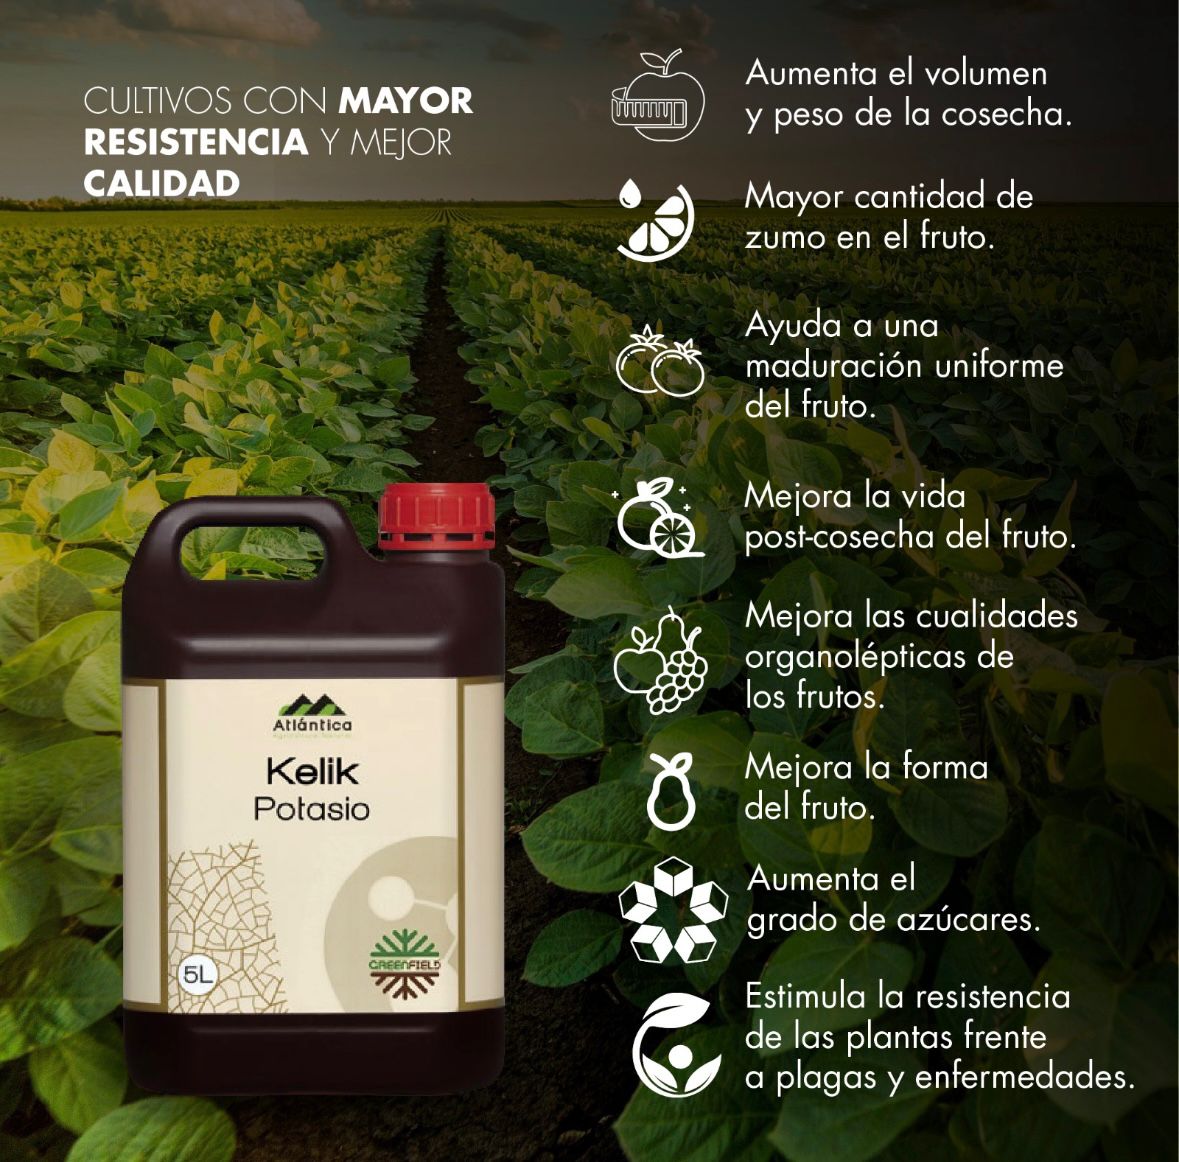 CULTIVOS CON MAYOR
RESISTENCIA Y MEJOR
CALIDAD
Aumenta el volumen
y peso de la cosecha.
Mayor cantidad de
zumo en el fruto.
Ayuda a una
maduración uniforme
del fruto.
Mejora la vida
post-cosecha del fruto.
Mejora las cualidades
organolépticas de
los frutos.
Mejora la forma
del fruto.
Aumenta el
grado de azúcares.
Estimula la resistencia
de las plantas frente
a plagas y enfermedades.
Atlántica
Agricultura Natural
Kelik
Potasio
GREENFIELD
5L